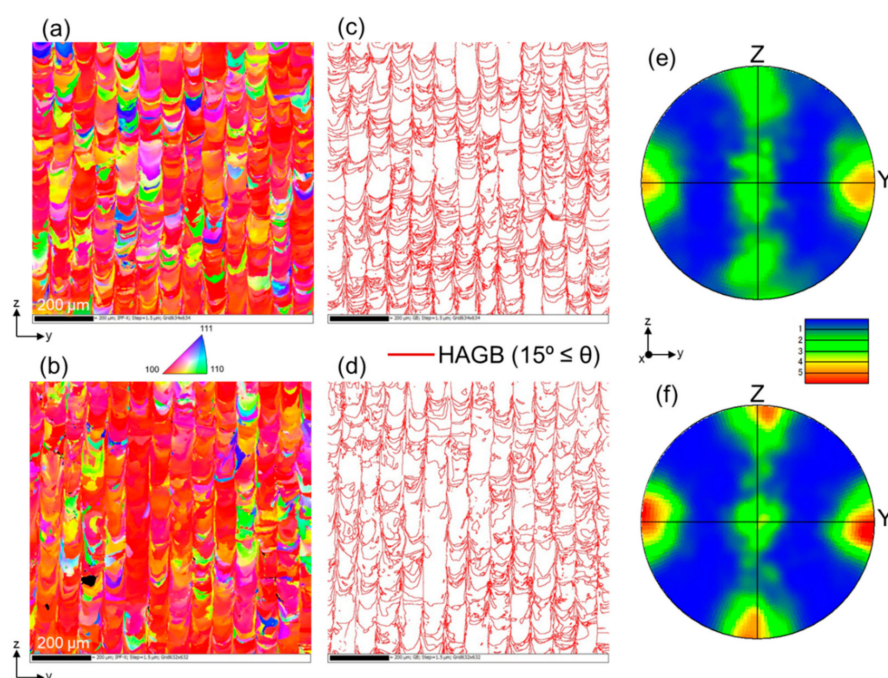 (a)
(c)
(e)
Z
Y
200 μm
z
y
111
100
110
HAGB (15º ≤ θ)
z
x
y
1
2
3
4
5
(b)
(d)
(f)
Z
Y
200 μm
z
y